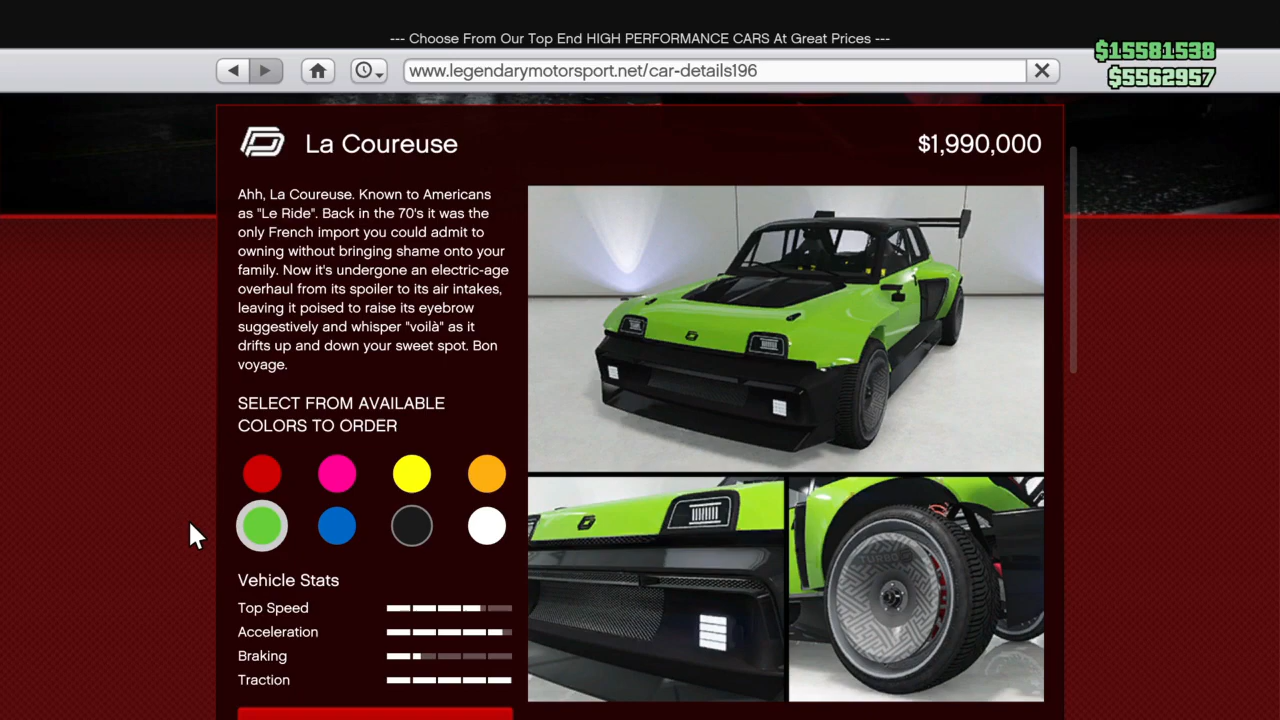 --- Choose From Our Top End HIGH PERFORMANCE CARS At Great Prices ---
$15581538
www.legendarymotorsport.net/car-details196
$5562957
La Coureuse
$1,990,000
Ahh, La Coureuse. Known to Americans
as "Le Ride". Back in the 70's it was the
only French import you could admit to
owning without bringing shame onto your
family. Now it's undergone an electric-age
overhaul from its spoiler to its air intakes,
leaving it poised to raise its eyebrow
suggestively and whisper "voilà" as it
drifts up and down your sweet spot. Bon
voyage.
SELECT FROM AVAILABLE
COLORS TO ORDER
Vehicle Stats
Top Speed
Acceleration
Braking
Traction